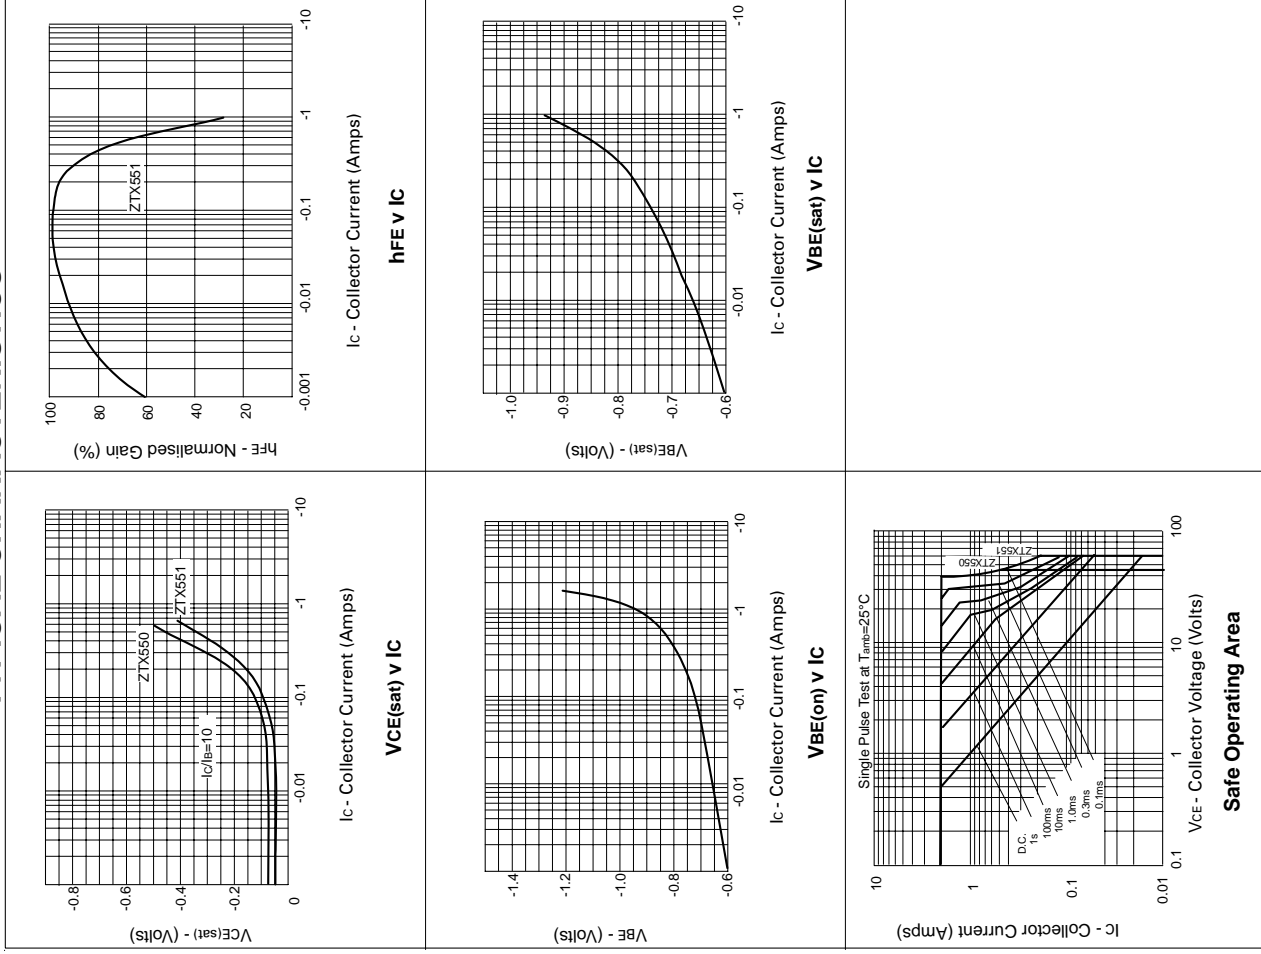 -0.8
-0.6
-0.4
-0.2
0
VCE(sat) - (Volts)
ZTX550
ZTX551
IC/IB=10
-0.01
-0.1
-1
-10
IC - Collector Current (Amps)
VCE(sat) v IC
100
80
60
40
20
hFE - Normalised Gain (%)
ZTX551
-0.001
-0.01
-0.1
-1
-10
IC - Collector Current (Amps)
hFE v IC
-1.4
-1.2
-1.0
-0.8
-0.6
VBE - (Volts)
-0.01
-0.1
-1
-10
IC - Collector Current (Amps)
VBE(on) v IC
-1.0
-0.9
-0.8
-0.7
-0.6
VBE(sat) - (Volts)
-0.01
-0.1
-1
-10
IC - Collector Current (Amps)
VBE(sat) v IC
Single Pulse Test at Tamb=25°C
10
1
0.1
0.01
IC - Collector Current (Amps)
D.C.
1s
100ms
10ms
1.0ms
0.3ms
0.1ms
ZTX550
ZTX551
0.1
1
10
100
VCE - Collector Voltage (Volts)
Safe Operating Area